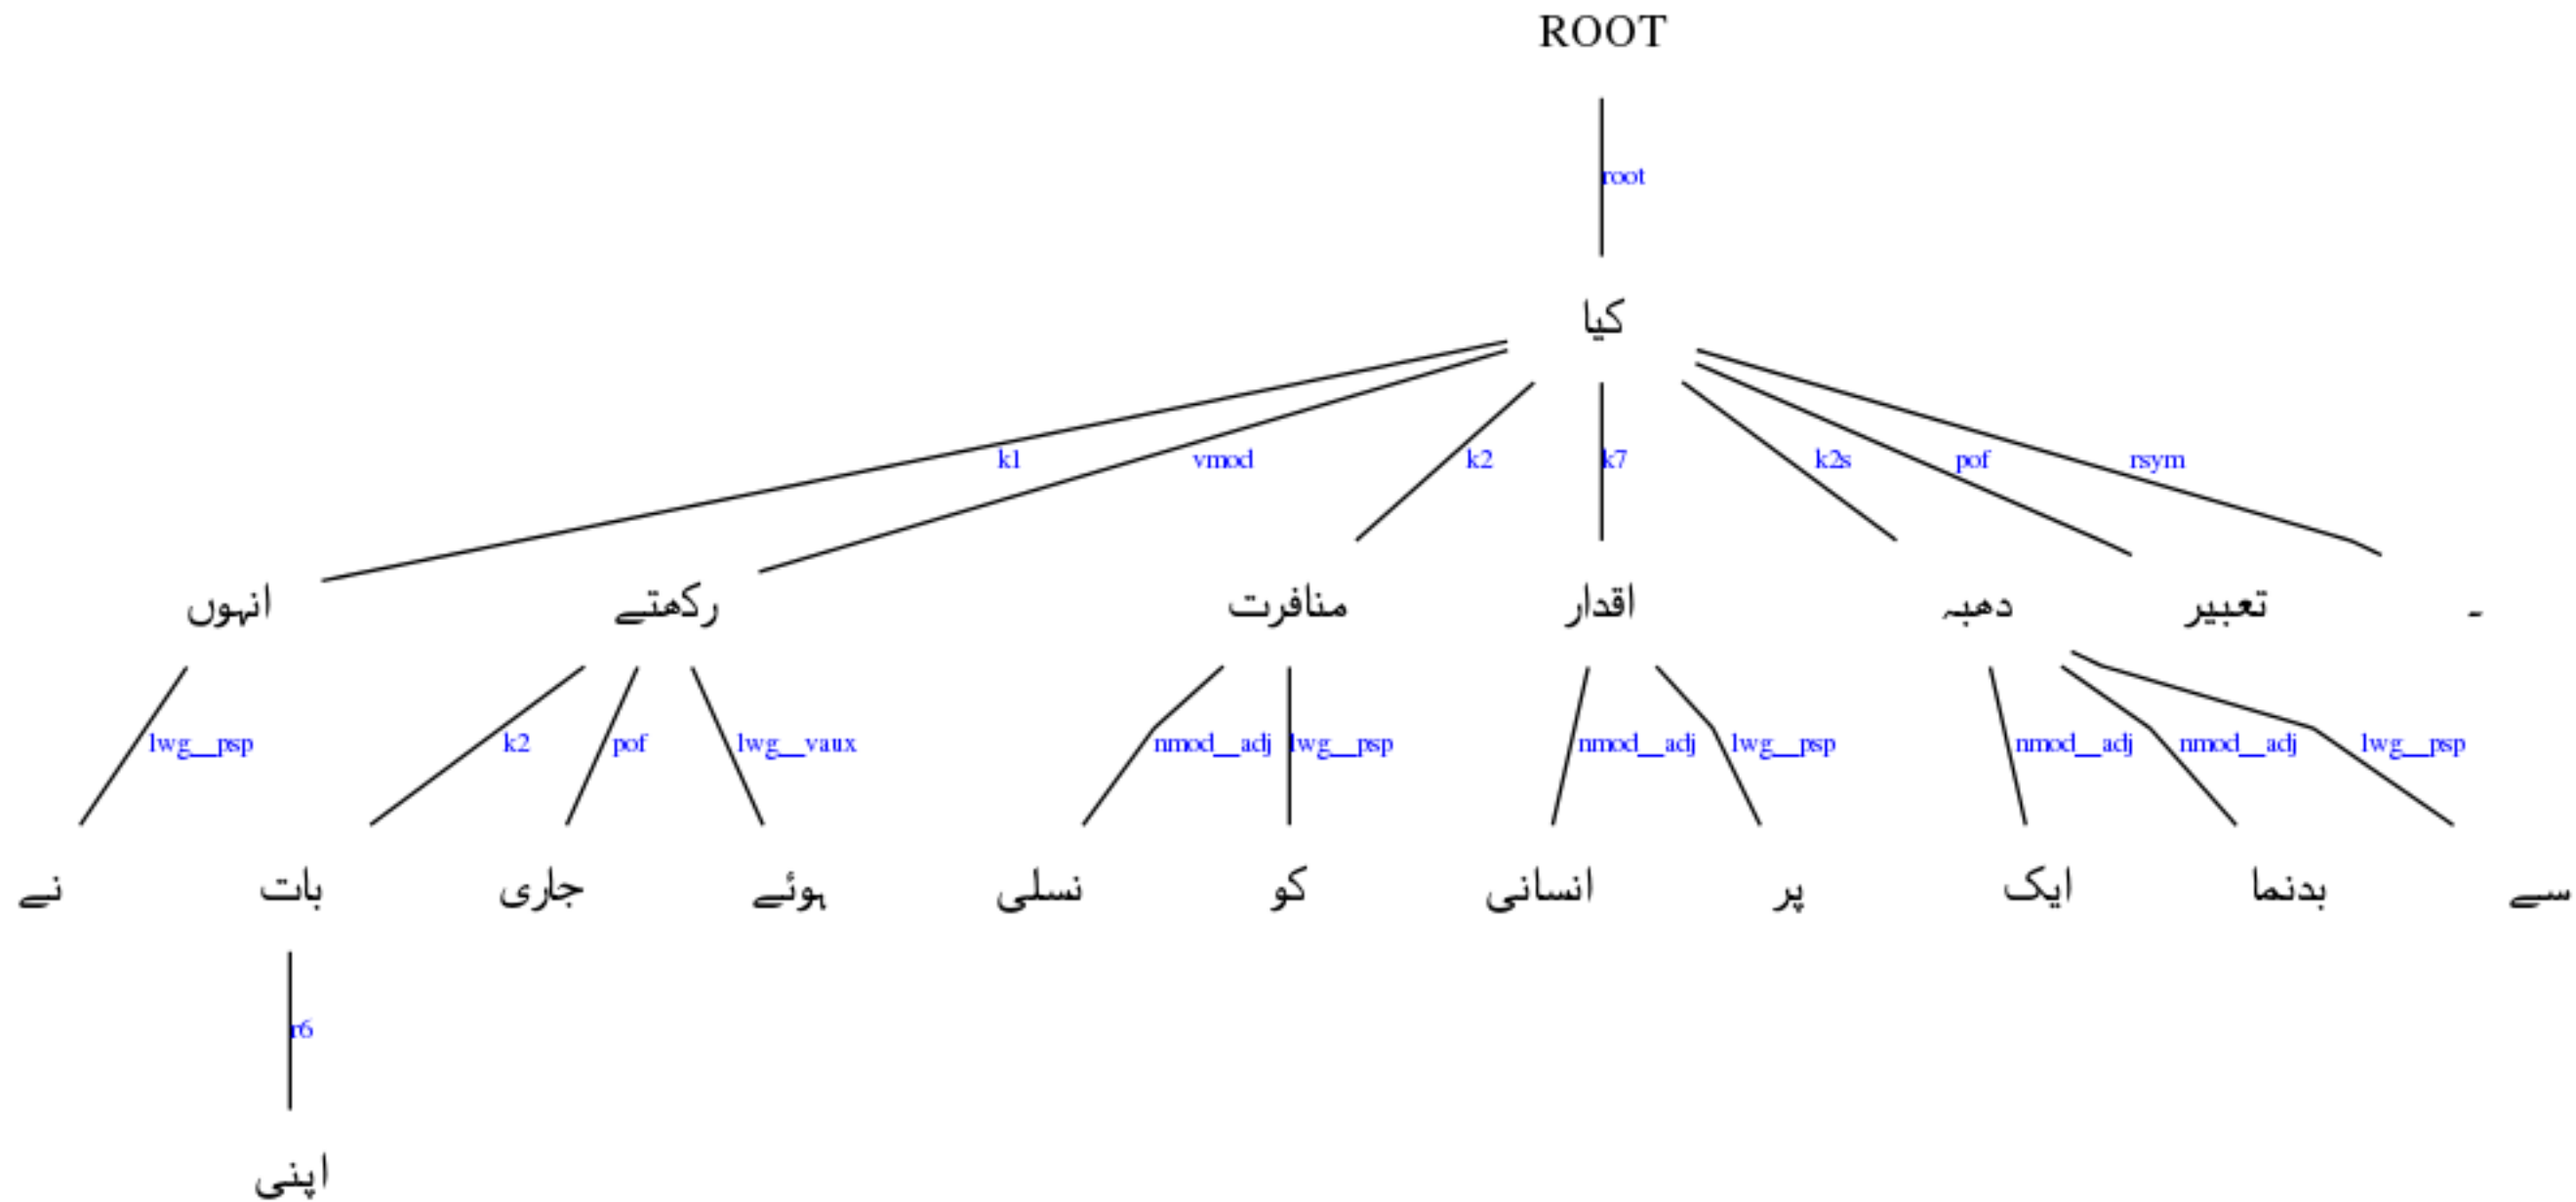 ROOT
root
کیا
k1 vmod k2 k7 k2s pof rsym
انہوں رکھتے منافرت اقدار دھبہ تعبیر ۔
lwg__psp k2 pof lwg__vaux nmod__adj lwg__psp nmod__adj lwg__psp nmod__adj nmod__adj lwg__psp
نے بات جاری ہوئے نسلی کو انسانی پر ایک بدنما سے
r6
اپنی